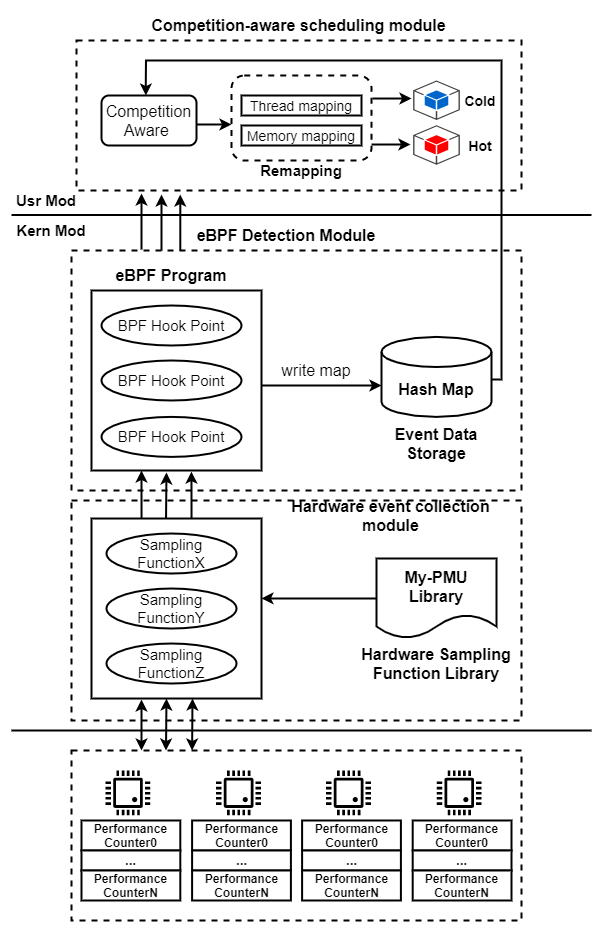 Competition-aware scheduling module
Competition
Aware
Thread mapping
Memory mapping
Remapping
Cold
Hot
Usr Mod
Kern Mod
eBPF Detection Module
eBPF Program
BPF Hook Point
BPF Hook Point
BPF Hook Point
write map
Hash Map
Event Data
Storage
Hardware event collection
module
Sampling
FunctionX
Sampling
FunctionY
Sampling
FunctionZ
My-PMU
Library
Hardware Sampling
Function Library
Performance
Counter0
...
Performance
CounterN
Performance
Counter0
...
Performance
CounterN
Performance
Counter0
...
Performance
CounterN
Performance
Counter0
...
Performance
CounterN